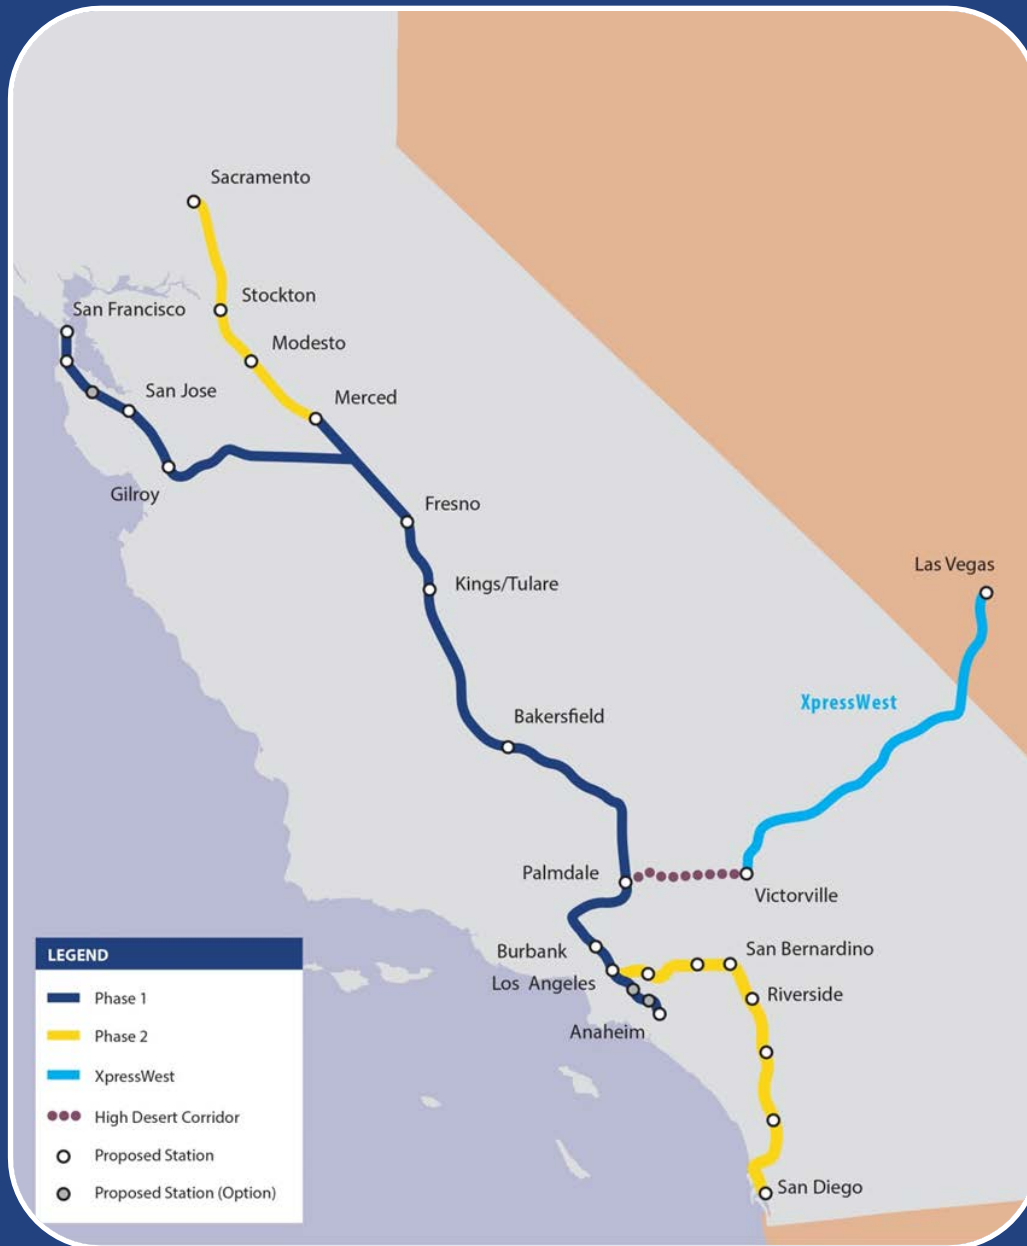 Sacramento
Stockton
San Francisco
Modesto
San Jose
Merced
Gilroy
Fresno
Las Vegas
Kings/Tulare
XpressWest
Bakersfield
Palmdale
Victorville
Burbank
San Bernardino
Los Angeles
Riverside
Anaheim
San Diego
LEGEND
Phase 1
Phase 2
XpressWest
High Desert Corridor
Proposed Station
Proposed Station (Option)